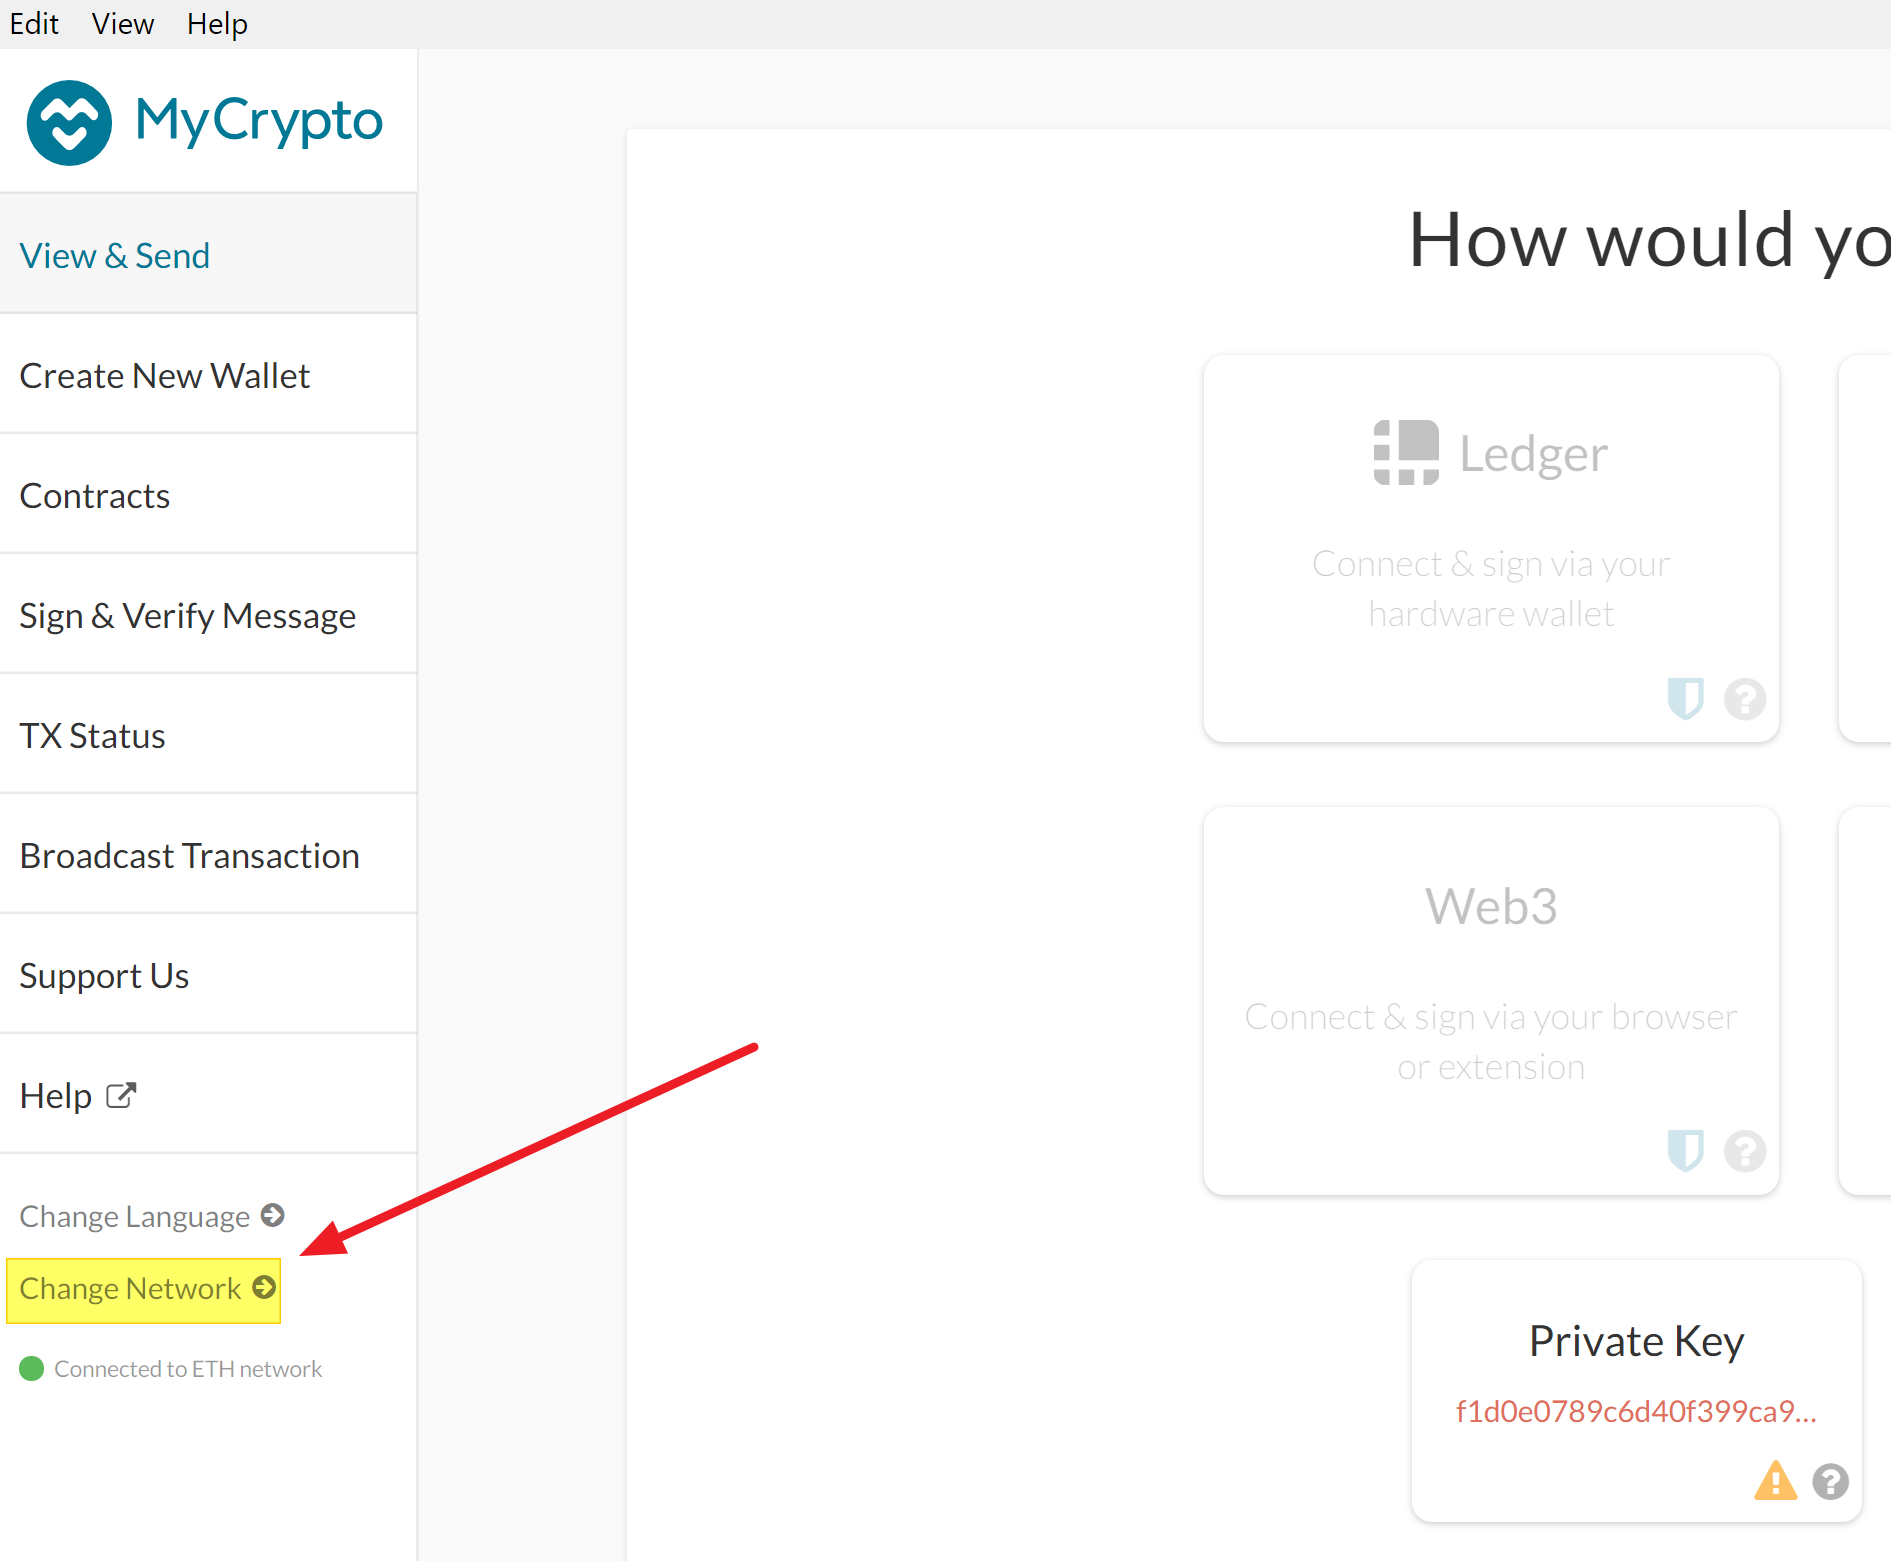 Edit View Help
MyCrypto
View & Send
Create New Wallet
Contracts
Sign & Verify Message
TX Status
Broadcast Transaction
Support Us
Help
Change Language
Change Network
Connected to ETH network
How would yo
Ledger
Connect & sign via your
hardware wallet
Web3
Connect & sign via your browser
or extension
Private Key
f1d0e0789c6d40f399ca9...